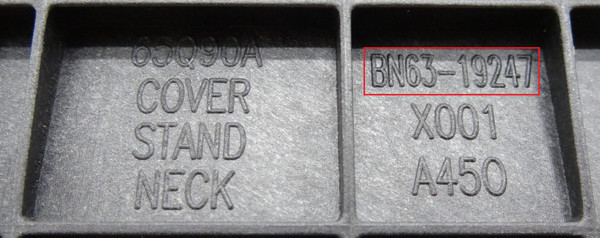 65Q90A
COVER
STAND
NECK
BN63-19247
X001
A450